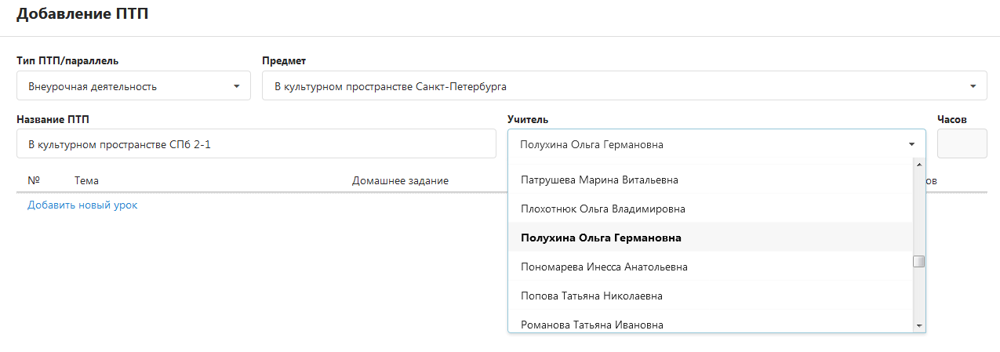 Добавление ПТП
Тип ПТП/параллель Предмет
Внеурочная деятельность В культурном пространстве Санкт-Петербурга
Название ПТП Учитель Часов
В культурном пространстве СПб 2-1 Полухина Ольга Германовна
№ Тема Домашнее задание ов
Патрушева Марина Витальевна
Добавить новый урок
Плохотнюк Ольга Владимировна
Полухина Ольга Германовна
Пономарева Инесса Анатольевна
Попова Татьяна Николаевна
Романова Татьяна Ивановна